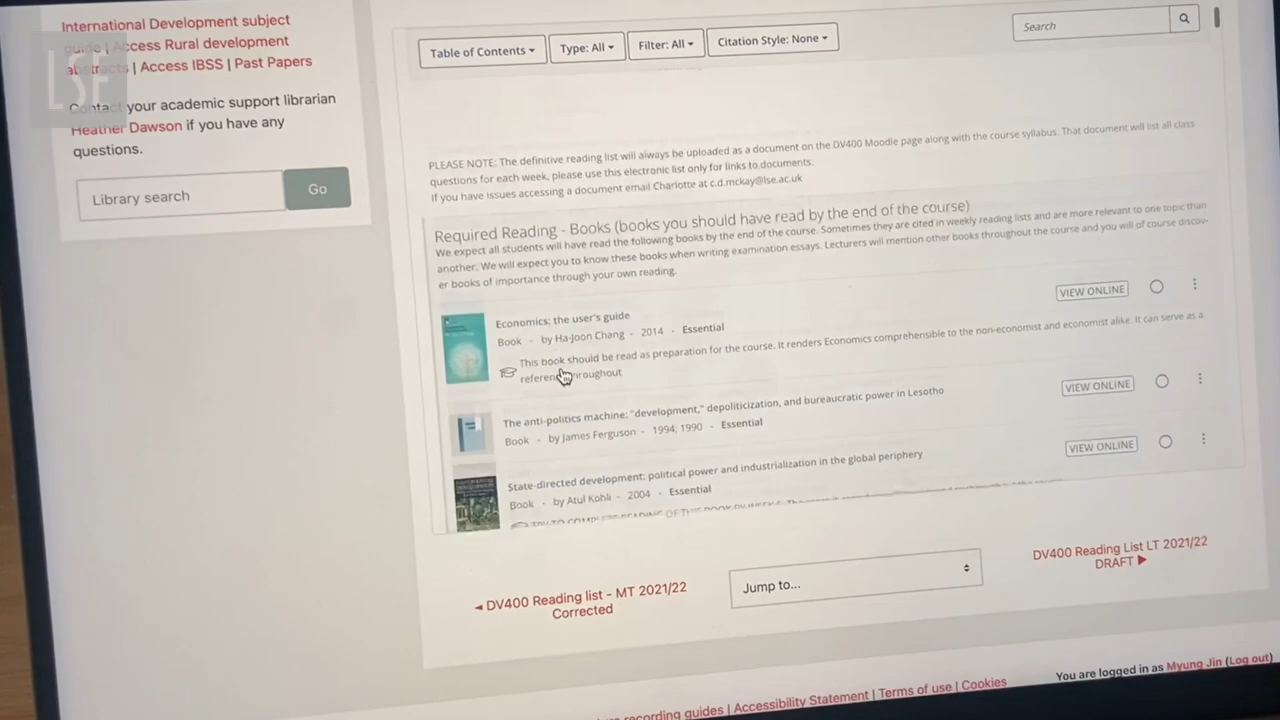 International Development subject
guide | Access Rural development
abstracts | Access IBSS | Past Papers
LSE
Contact your academic support librarian
Heather Dawson if you have any
questions.
Library search
Go
Table of Contents
Type: All
Filter: All
Citation Style: None
Search
PLEASE NOTE: The definitive reading list will always be uploaded as a document on the DV400 Moodle page along with the course syllabus. That document will list all class
questions for each week, please use this electronic list only for links to documents.
If you have issues accessing a document email Charlotte at c.d.mckay@lse.ac.uk
Required Reading - Books (books you should have read by the end of the course)
We expect all students will have read the following books by the end of the course. Sometimes they are cited in weekly reading lists and are more relevant to one topic than
another. We will expect you to know these books when writing examination essays. Lecturers will mention other books throughout the course and you will of course discov-
er books of importance through your own reading.
Economics: the user's guide
Book - by Ha-Joon Chang - 2014 - Essential
This book should be read as preparation for the course. It renders Economics comprehensible to the non-economist and economist alike. It can serve as a
reference throughout
VIEW ONLINE
The anti-politics machine: "development," depoliticization, and bureaucratic power in Lesotho
Book - by James Ferguson - 1994; 1990 - Essential
VIEW ONLINE
State-directed development: political power and industrialization in the global periphery
Book - by Atul Kohli - 2004 - Essential
VIEW ONLINE
◄ DV400 Reading list - MT 2021/22
Corrected
Jump to...
DV400 Reading List LT 2021/22
DRAFT ►
You are logged in as Myung Jin (Log out)
recording guides | Accessibility Statement | Terms of use | Cookies